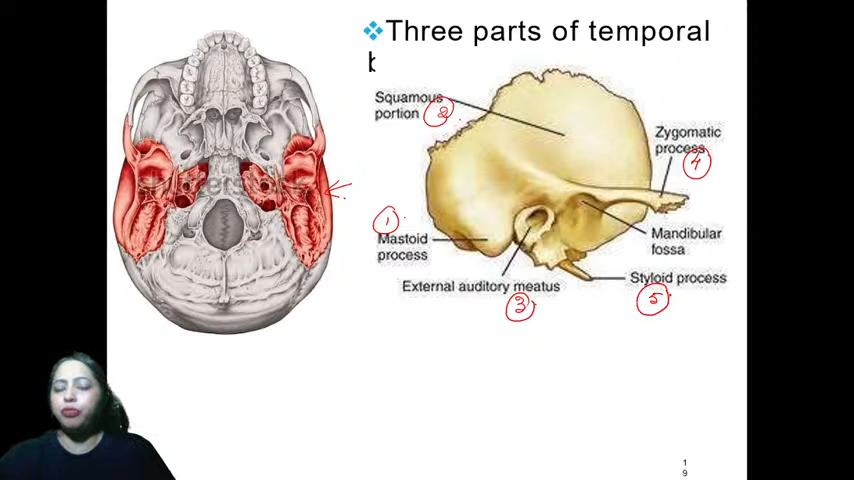 Three parts of temporal
Squamous
portion
2
Zygomatic
process
4
1
Mastoid
process
Mandibular
fossa
External auditory meatus
Styloid process
3
5
1
9